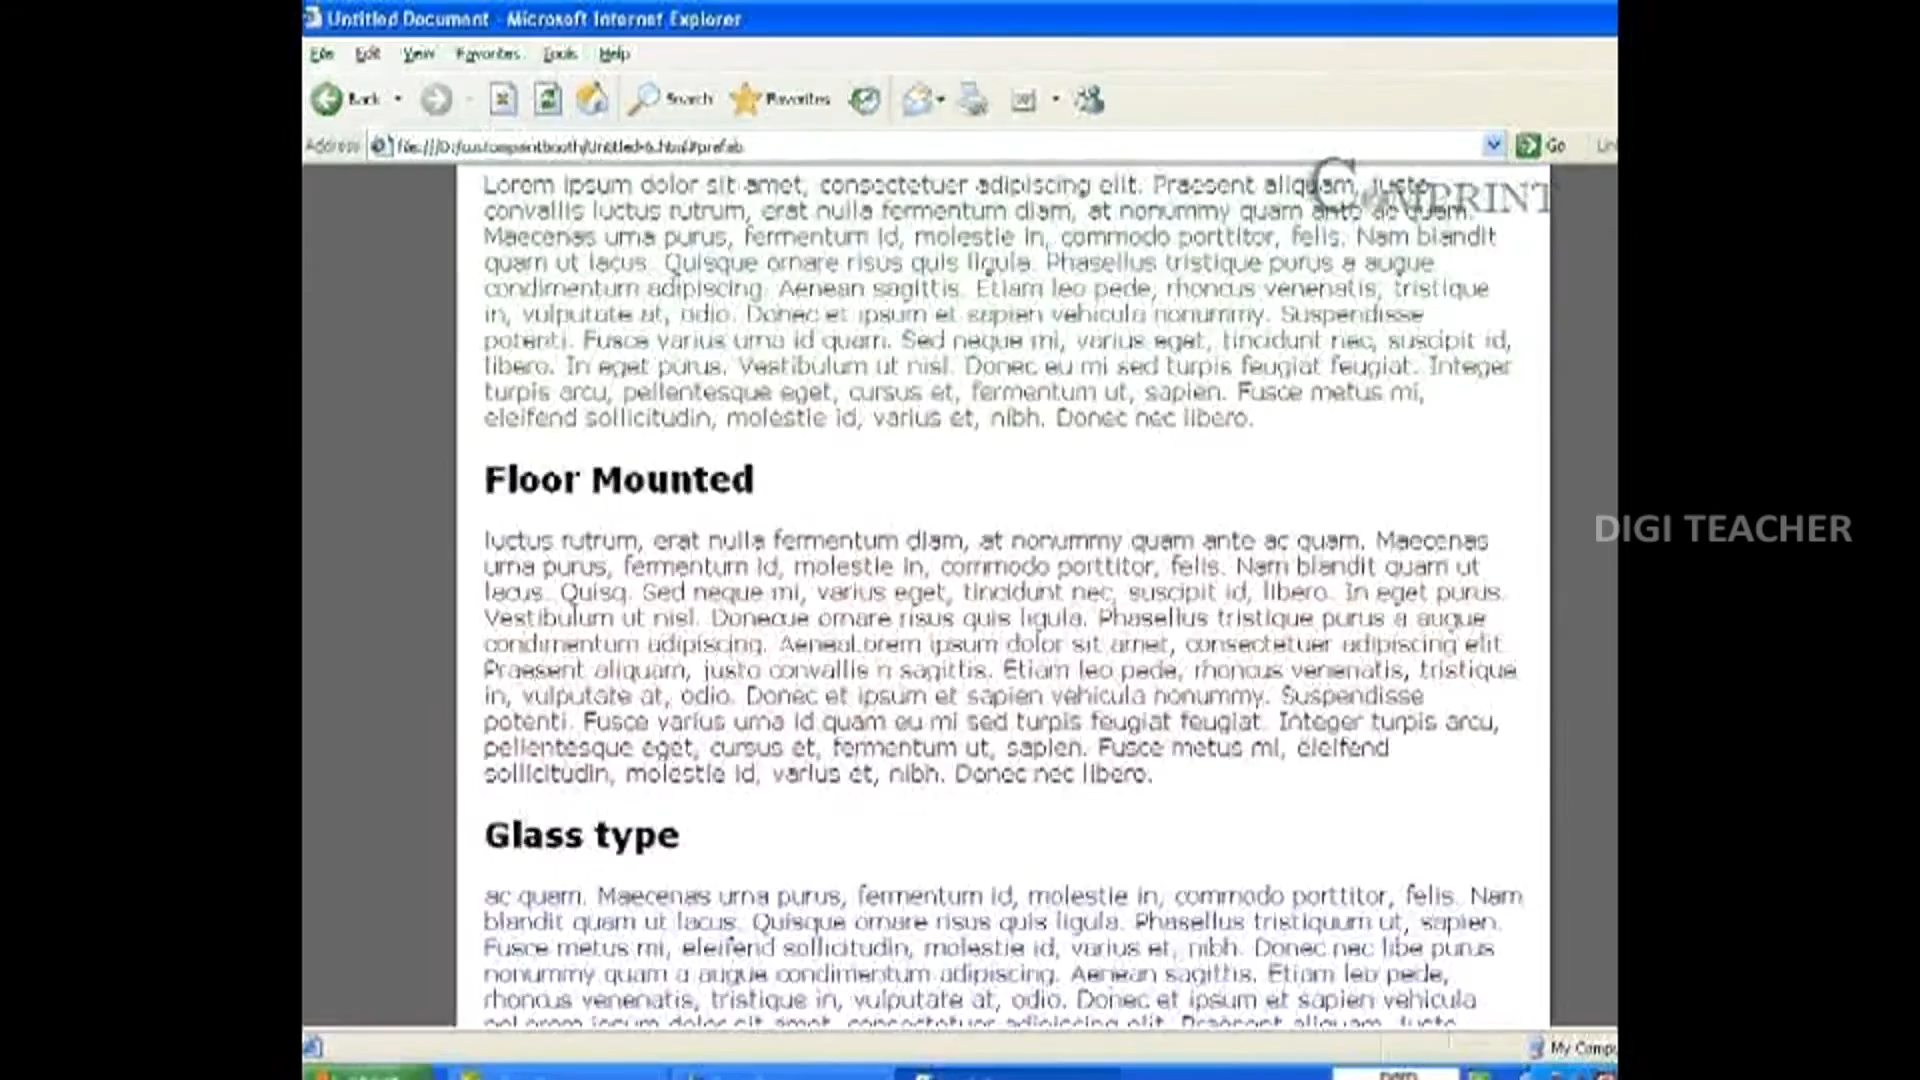 Untitled Document - Microsoft Internet Explorer
File Edit View Favorites Tools Help
Back Search Favorites
Address file:///D:/custompaintbooth/Untitled-6.html#prefab Go
COMPRINT
Lorem ipsum dolor sit amet, consectetuer adipiscing elit. Praesent aliquam, justo
convallis luctus rutrum, erat nulla fermentum diam, at nonummy quam ante ac quam.
Maecenas urna purus, fermentum id, molestie in, commodo porttitor, felis. Nam blandit
quam ut lacus. Quisque ornare risus quis ligula. Phasellus tristique purus a augue
condimentum adipiscing. Aenean sagittis. Etiam leo pede, rhoncus venenatis, tristique
in, vulputate at, odio. Donec et ipsum et sapien vehicula nonummy. Suspendisse
potenti. Fusce varius urna id quam. Sed neque mi, varius eget, tincidunt nec, suscipit id,
libero. In eget purus. Vestibulum ut nisl. Donec eu mi sed turpis feugiat feugiat. Integer
turpis arcu, pellentesque eget, cursus et, fermentum ut, sapien. Fusce metus mi,
eleifend sollicitudin, molestie id, varius et, nibh. Donec nec libero.
Floor Mounted
DIGI TEACHER
luctus rutrum, erat nulla fermentum diam, at nonummy quam ante ac quam. Maecenas
urna purus, fermentum id, molestie in, commodo porttitor, felis. Nam blandit quam ut
lacus. Quisq. Sed neque mi, varius eget, tincidunt nec, suscipit id, libero. In eget purus.
Vestibulum ut nisl. Donecue ornare risus quis ligula. Phasellus tristique purus a augue
condimentum adipiscing. AeneaLorem ipsum dolor sit amet, consectetuer adipiscing elit.
Praesent aliquam, justo convallis n sagittis. Etiam leo pede, rhoncus venenatis, tristique
in, vulputate at, odio. Donec et ipsum et sapien vehicula nonummy. Suspendisse
potenti. Fusce varius urna id quam eu mi sed turpis feugiat feugiat. Integer turpis arcu,
pellentesque eget, cursus et, fermentum ut, sapien. Fusce metus mi, eleifend
sollicitudin, molestie id, varius et, nibh. Donec nec libero.
Glass type
ac quam. Maecenas urna purus, fermentum id, molestie in, commodo porttitor, felis. Nam
blandit quam ut lacus. Quisque ornare risus quis ligula. Phasellus tristiquum ut, sapien.
Fusce metus mi, eleifend sollicitudin, molestie id, varius et, nibh. Donec nec libe purus
nonummy quam a augue condimentum adipiscing. Aenean sagittis. Etiam leo pede,
rhoncus venenatis, tristique in, vulputate at, odio. Donec et ipsum et sapien vehicula
dolor sit amet, consectetuer adipiscing elit. Praesent aliquam, justo
My Comp